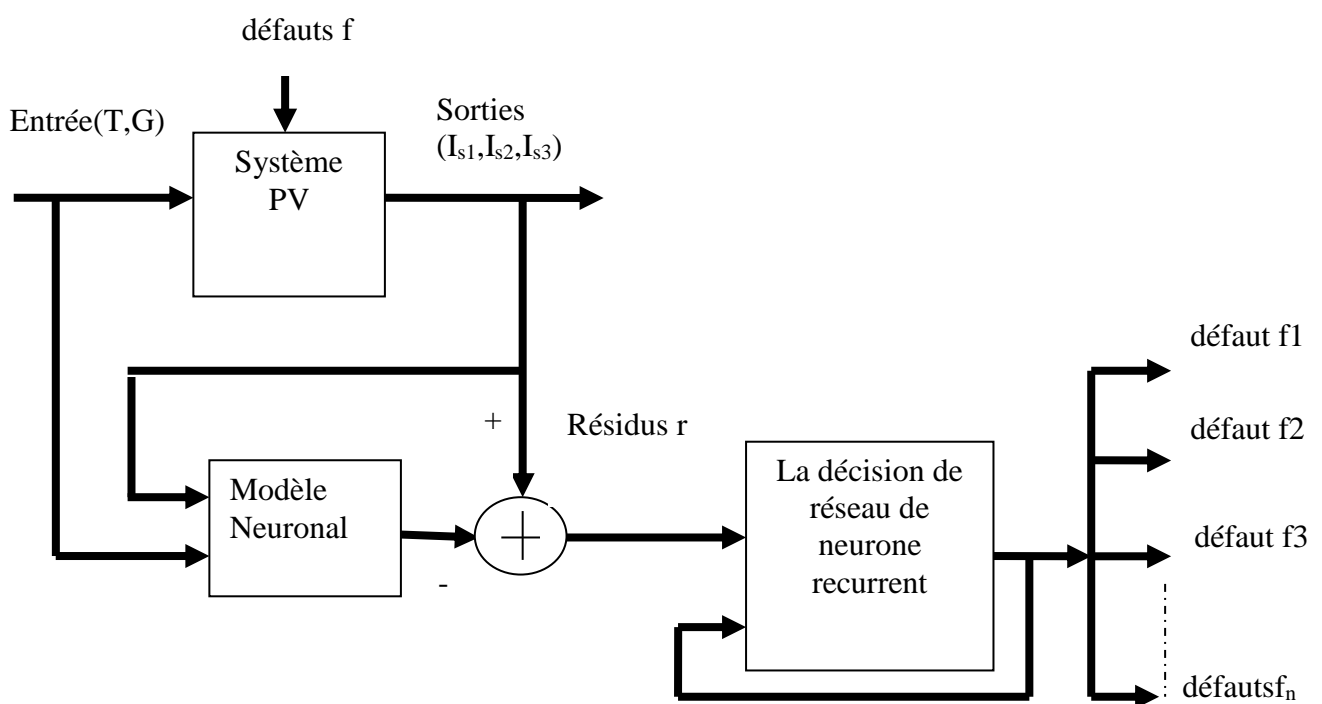 défauts f
Entrée(T,G)
Sorties
(Is1,Is2,Is3)
Système
PV
défaut f1
+
Résidus r
défaut f2
Modèle
Neuronal
La décision de
réseau de
neurone
recurrent
défaut f3
-
défautsfn